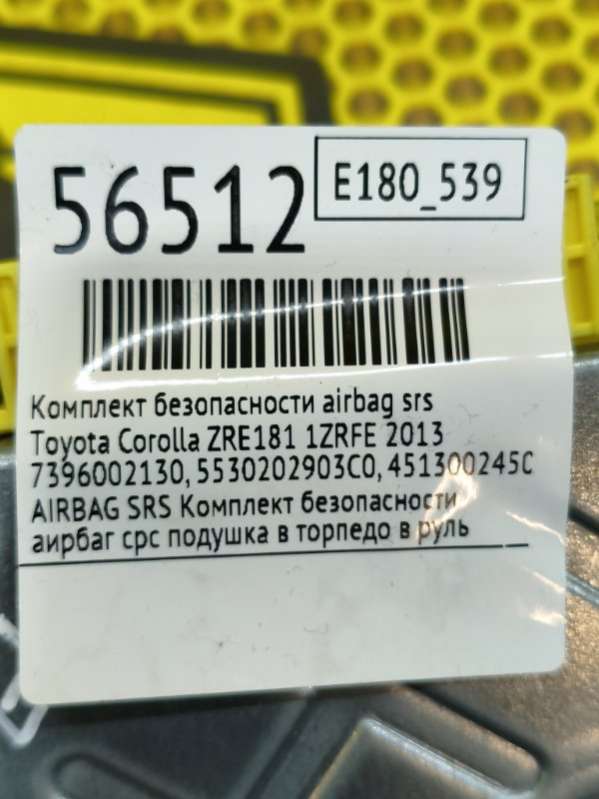 56512
E180_539
Комплект безопасности airbag srs
Toyota Corolla ZRE181 1ZRFE 2013
7396002130, 5530202903C0, 451300245C
AIRBAG SRS Комплект безопасности
аирбаг срс подушка в торпедо в руль